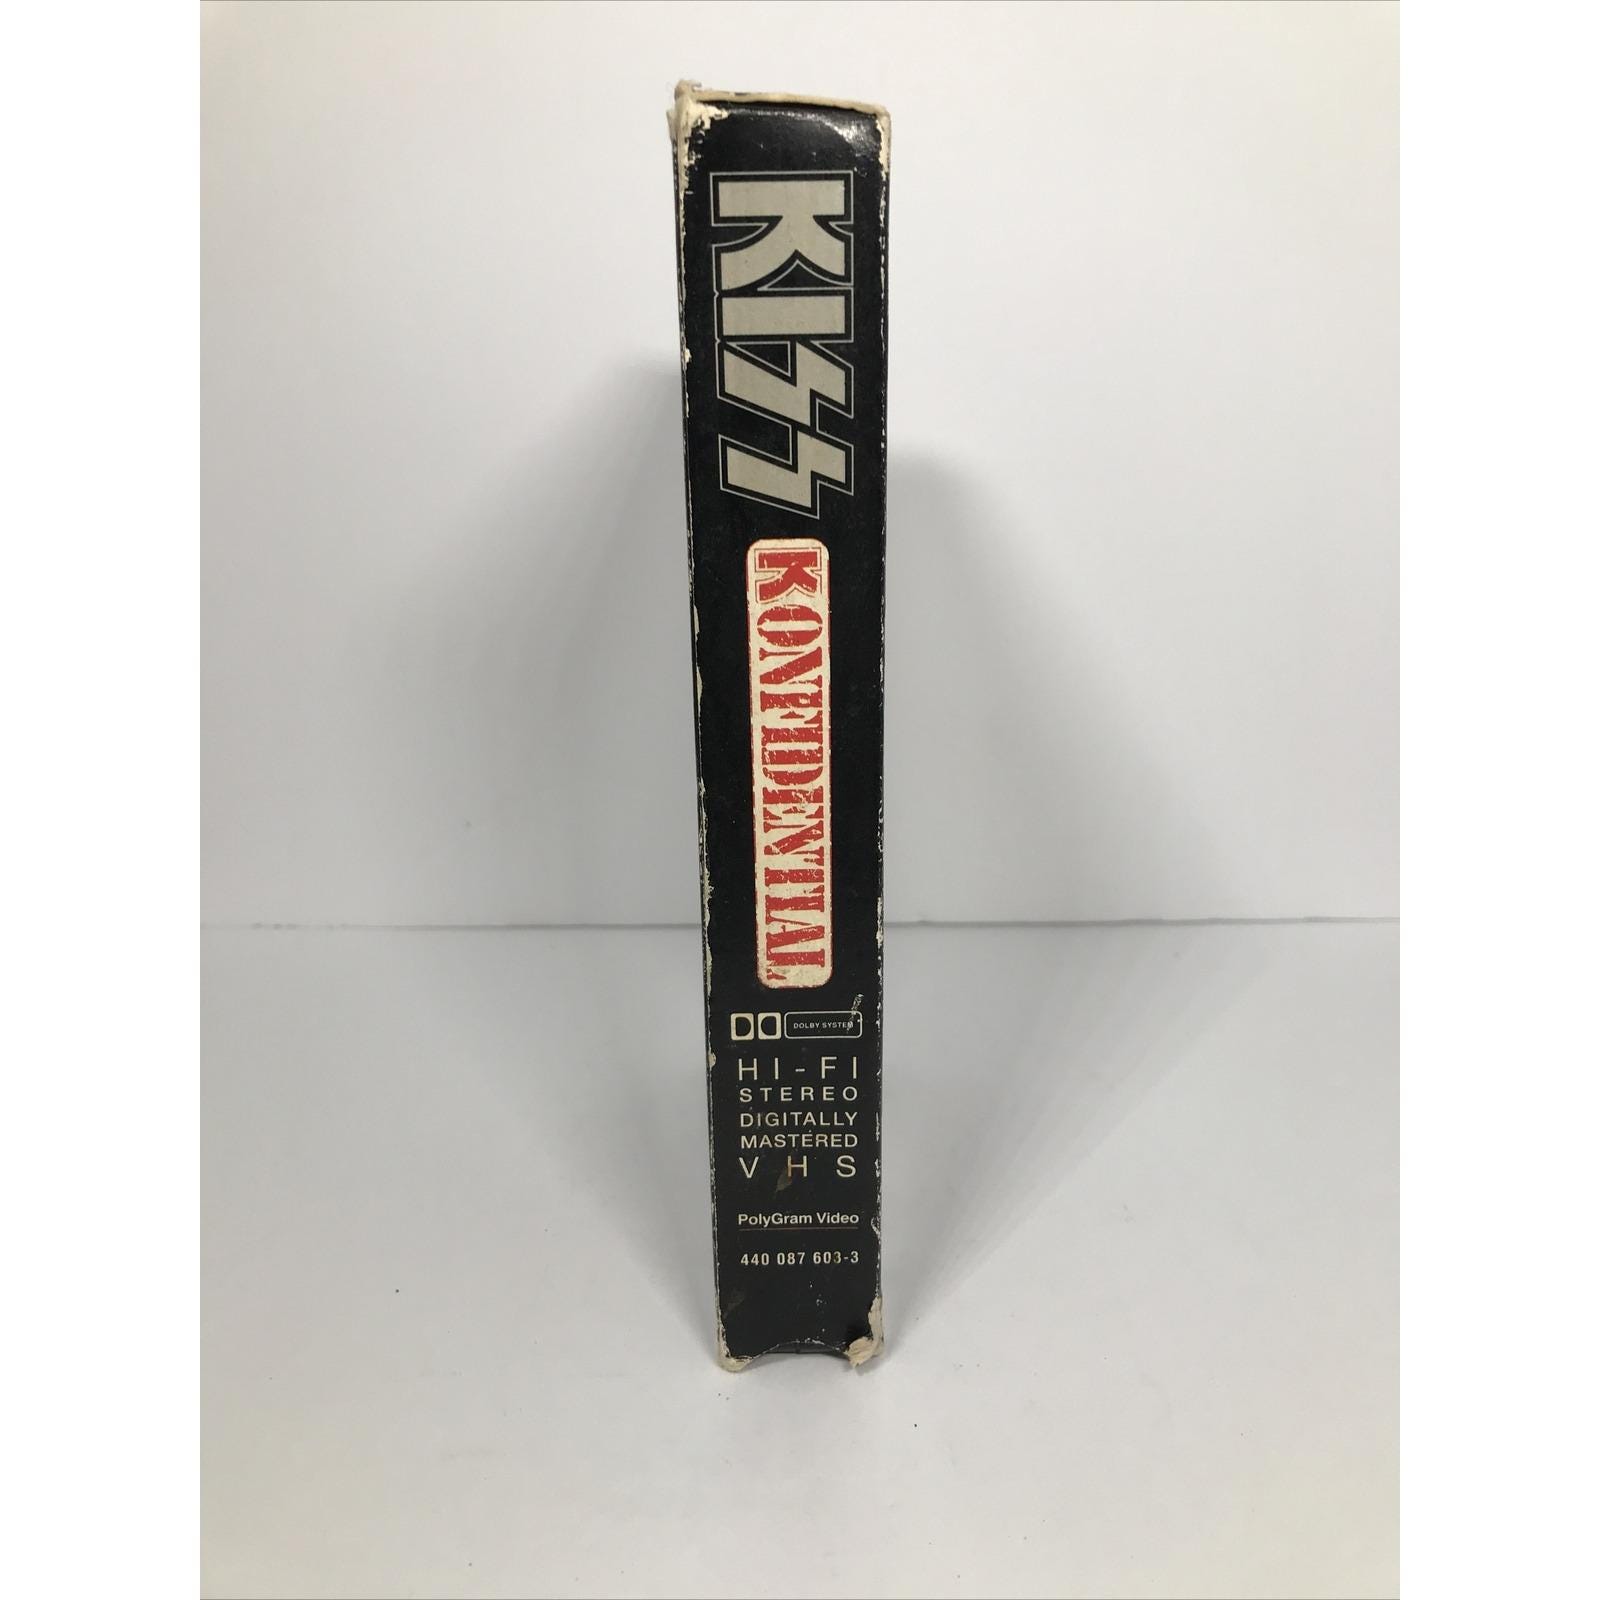 KISS
KONFIDENTIAL
DOLBY SYSTEM
HI-FI
STEREO
DIGITALLY
MASTERED
VHS
PolyGram Video
440 087 603-3